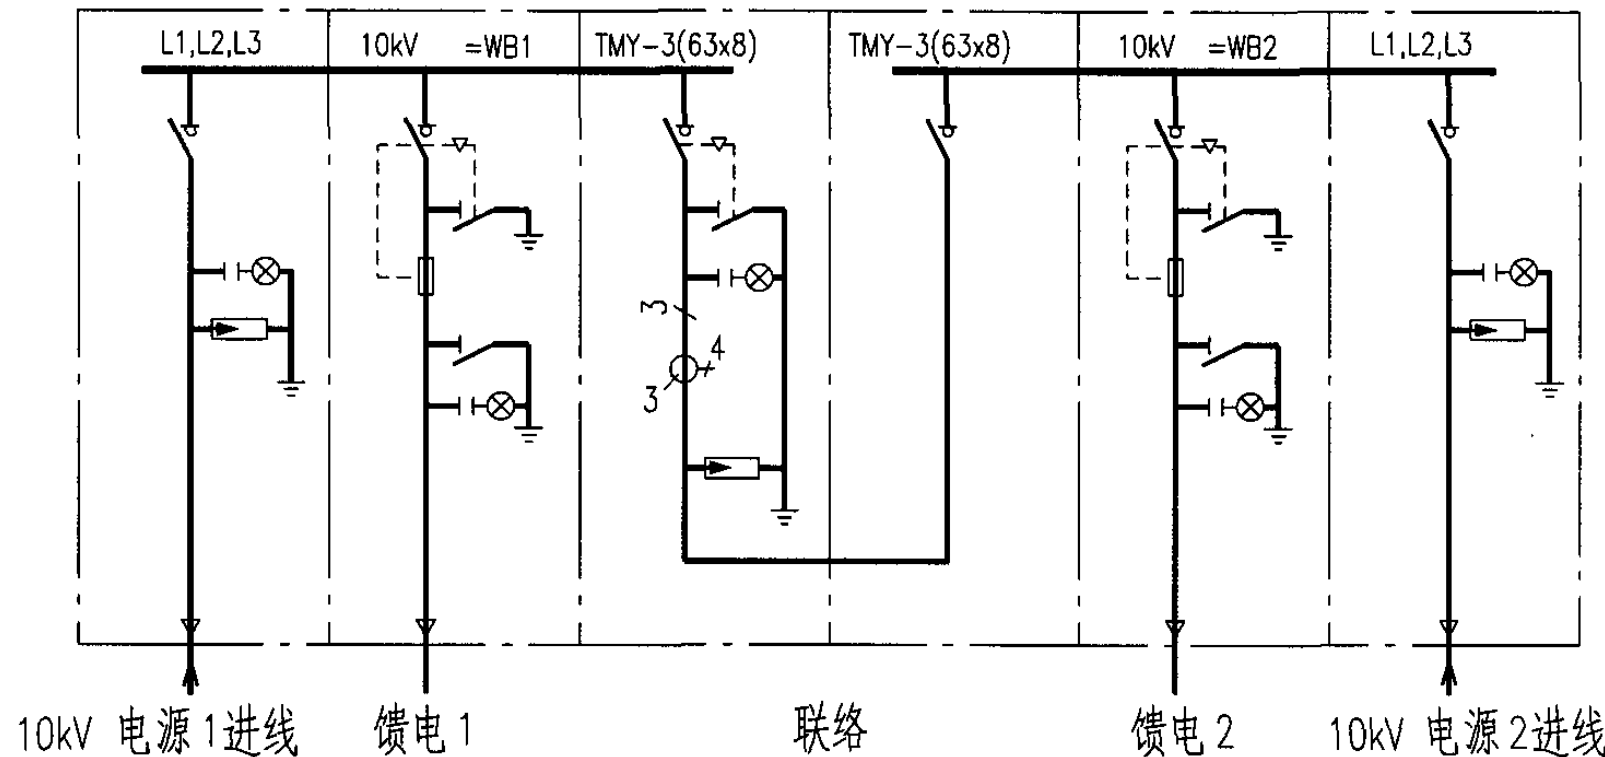 L1,L2,L3
10kV =WB1
TMY-3(63x8)
TMY-3(63x8)
10kV =WB2
L1,L2,L3
3
4
3
10kV 电源1进线
馈电1
联络
馈电2
10kV 电源2进线